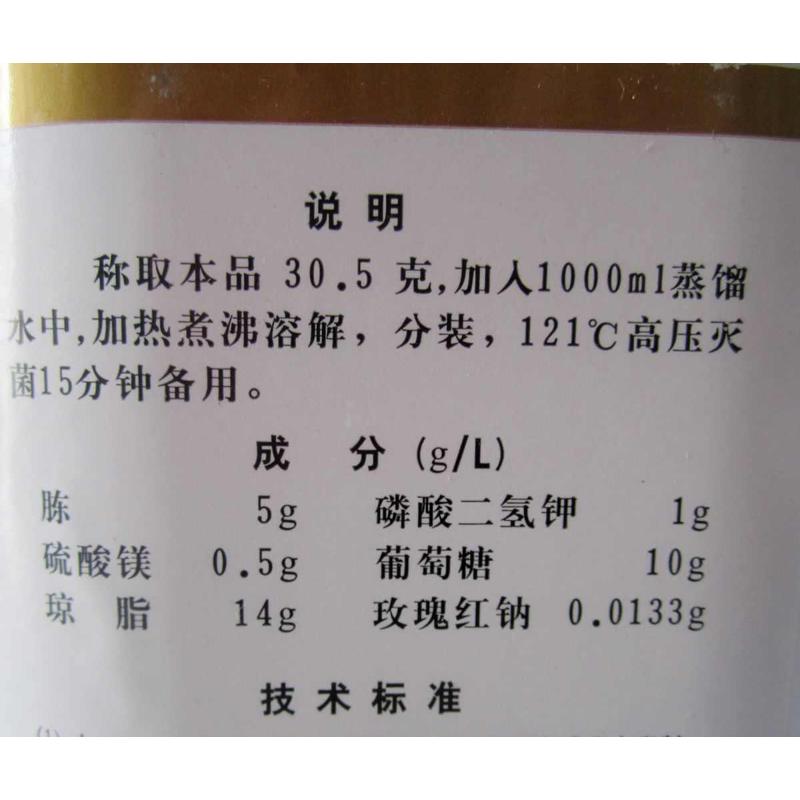 说明
称取本品 30.5 克,加入1000ml蒸馏
水中,加热煮沸溶解，分装，121℃高压灭
菌15分钟备用。
成 分 (g/L)
胨 5g 磷酸二氢钾 1g
硫酸镁 0.5g 葡萄糖 10g
琼 脂 14g 玫瑰红钠 0.0133g
技术标准